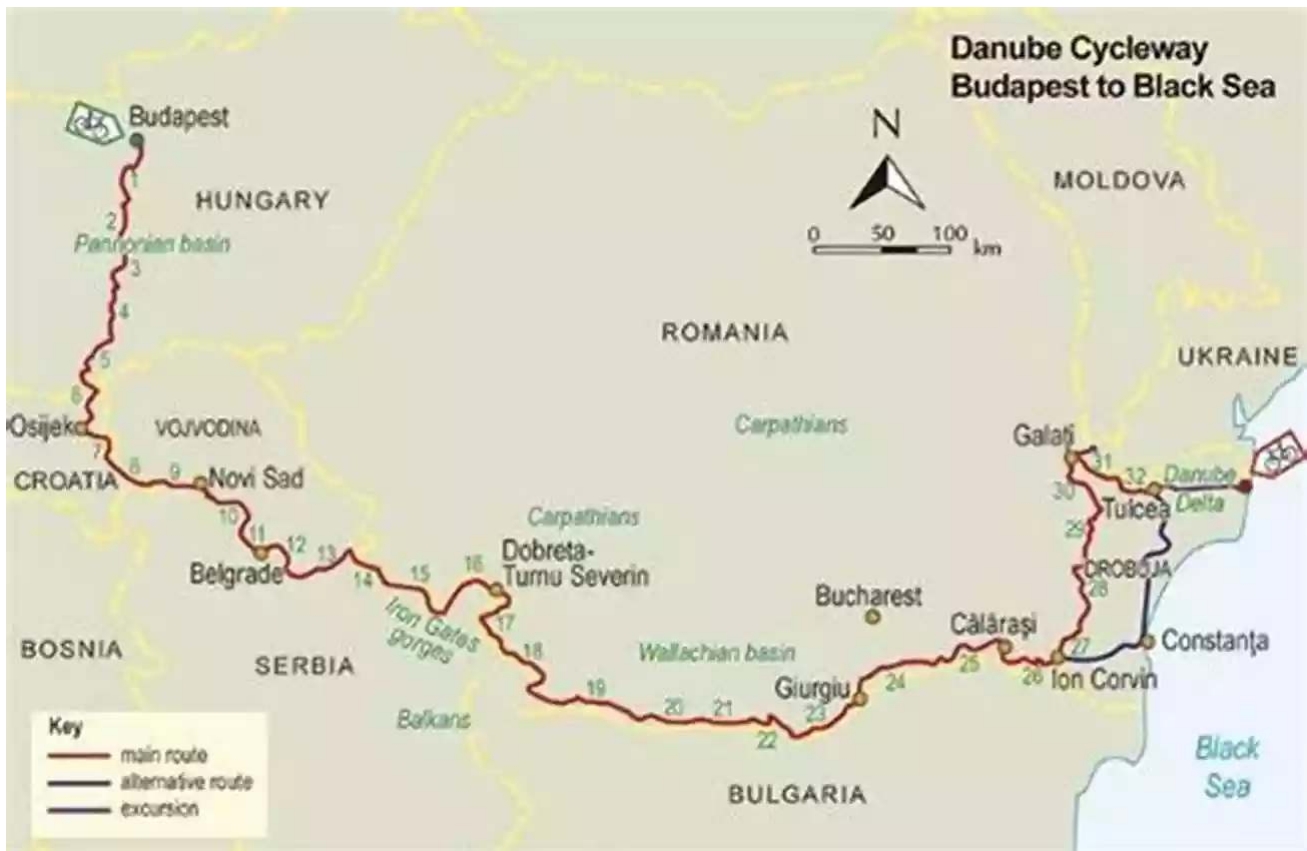 Danube Cycleway
Budapest to Black Sea
N
0 50 100 km
Budapest
HUNGARY
Pannonian basin
MOLDOVA
ROMANIA
UKRAINE
Carpathians
Osijek
VOJVODINA
Galați
CROATIA
Novi Sad
Danube
Delta
Tulcea
Carpathians
Belgrade
Dobreta-
Turnu Severin
DROBOJA
Iron Gates
gorges
Bucharest
Călărași
Constanţa
BOSNIA
SERBIA
Wallachian basin
Giurgiu
Ion Corvin
Balkans
BULGARIA
Black
Sea
1
2
3
4
5
6
7
8
9
10
11
12
13
14
15
16
17
18
19
20
21
22
23
24
25
26
27
28
29
30
31
32
Key
main route
alternative route
excursion